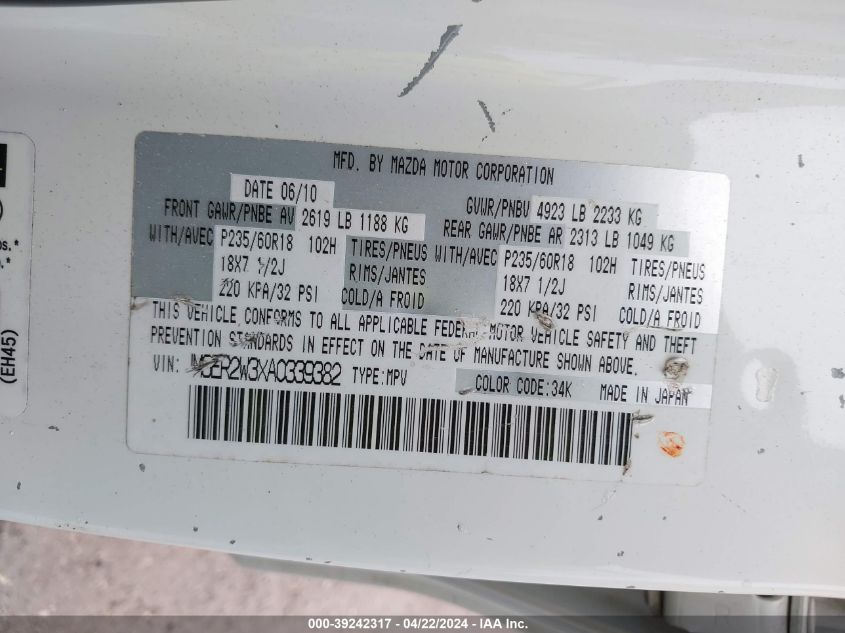 MFD. BY MAZDA MOTOR CORPORATION
DATE 06/10
GVWR/PNBV 4923 LB 2233 KG
FRONT GAWR/PNBE AV 2619 LB 1188 KG
REAR GAWR/PNBE AR 2313 LB 1049 KG
WITH/AVEC P235/60R18 102H TIRES/PNEUS WITH/AVEC P235/60R18 102H TIRES/PNEUS
18X7 1/2J RIMS/JANTES 18X7 1/2J RIMS/JANTES
220 KPA/32 PSI COLD/A FROID 220 KPA/32 PSI COLD/A FROID
THIS VEHICLE CONFORMS TO ALL APPLICABLE FEDERAL MOTOR VEHICLE SAFETY AND THEFT
PREVENTION STANDARDS IN EFFECT ON THE DATE OF MANUFACTURE SHOWN ABOVE.
VIN: TYPE:MPV
COLOR CODE:34K MADE IN JAPAN
(EH45)
000-39242317 - 04/22/2024 - IAA Inc.